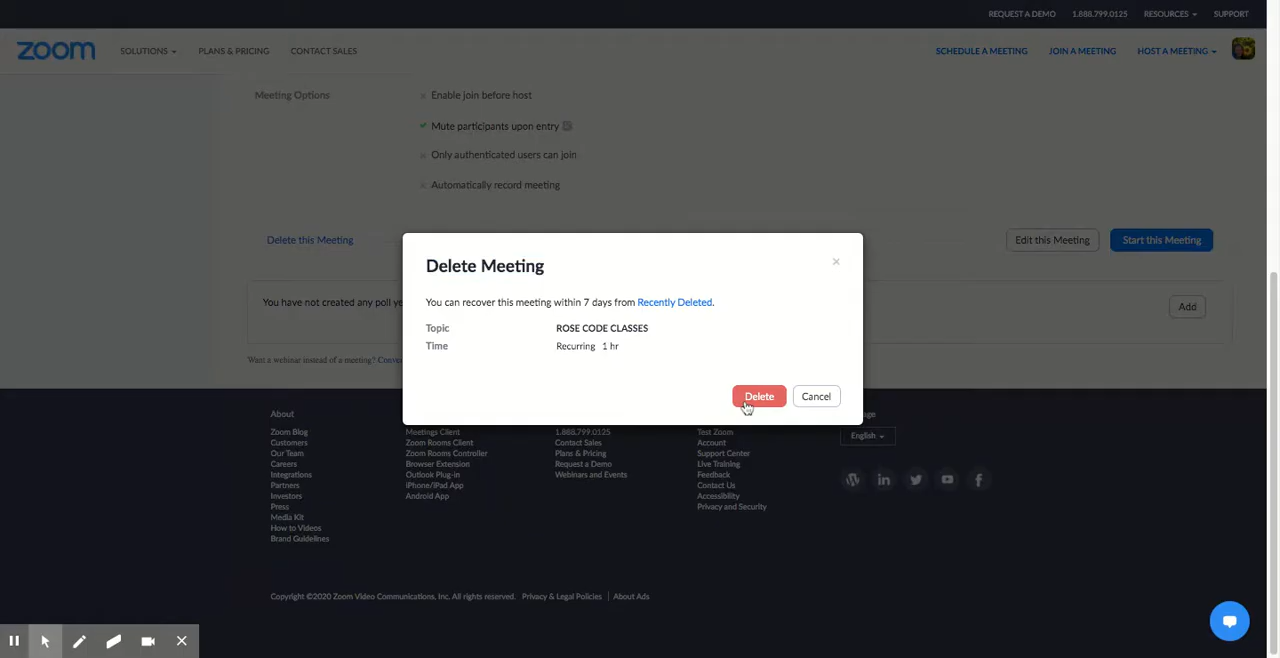 REQUEST A DEMO 1.888.799.0125 RESOURCES SUPPORT
zoom SOLUTIONS PLANS & PRICING CONTACT SALES SCHEDULE A MEETING JOIN A MEETING HOST A MEETING
Meeting Options
Enable join before host
Mute participants upon entry
Only authenticated users can join
Automatically record meeting
Delete this Meeting
Edit this Meeting
Start this Meeting
You have not created any poll ye
Add
Want a webinar instead of a meeting? Conve
Delete Meeting
You can recover this meeting within 7 days from Recently Deleted.
Topic ROSE CODE CLASSES
Time Recurring 1 hr
Delete Cancel
About
Zoom Blog
Customers
Our Team
Careers
Integrations
Partners
Investors
Press
Media Kit
How to Videos
Brand Guidelines
Meetings Client
Zoom Rooms Client
Zoom Rooms Controller
Browser Extension
Outlook Plug-in
iPhone/iPad App
Android App
1.888.799.0125
Contact Sales
Plans & Pricing
Request a Demo
Webinars and Events
Test Zoom
Account
Support Center
Live Training
Feedback
Contact Us
Accessibility
Privacy and Security
age
English
Copyright ©2020 Zoom Video Communications, Inc. All rights reserved. Privacy & Legal Policies | About Ads